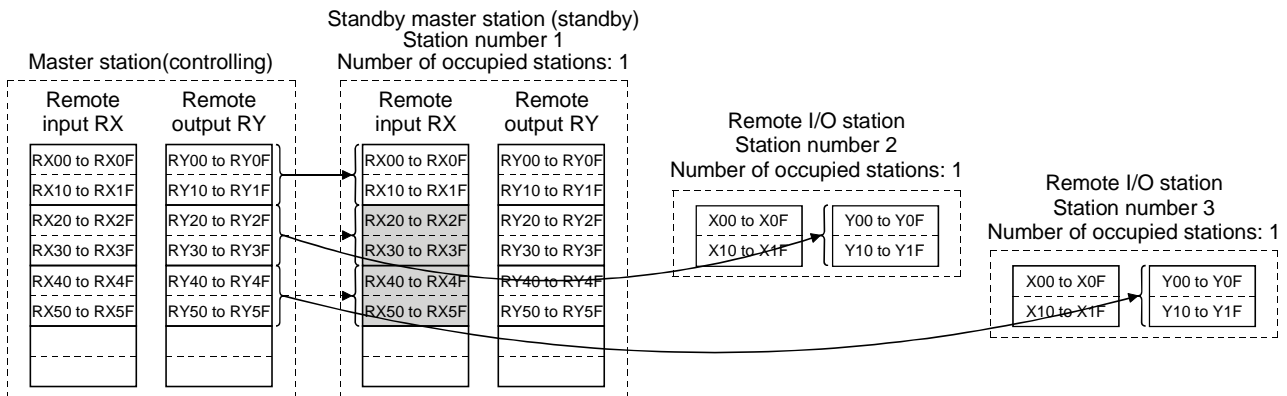 Standby master station (standby)
Station number 1
Number of occupied stations: 1
Master station(controlling)
Remote
input RX
Remote
output RY
Remote
input RX
Remote
output RY
RX00 to RX0F
RX10 to RX1F
RX20 to RX2F
RX30 to RX3F
RX40 to RX4F
RX50 to RX5F
RY00 to RY0F
RY10 to RY1F
RY20 to RY2F
RY30 to RY3F
RY40 to RY4F
RY50 to RY5F
RX00 to RX0F
RX10 to RX1F
RX20 to RX2F
RX30 to RX3F
RX40 to RX4F
RX50 to RX5F
RY00 to RY0F
RY10 to RY1F
RY20 to RY2F
RY30 to RY3F
RY40 to RY4F
RY50 to RY5F
Remote I/O station
Station number 2
Number of occupied stations: 1
X00 to X0F
X10 to X1F
Y00 to Y0F
Y10 to Y1F
Remote I/O station
Station number 3
Number of occupied stations: 1
X00 to X0F
X10 to X1F
Y00 to Y0F
Y10 to Y1F